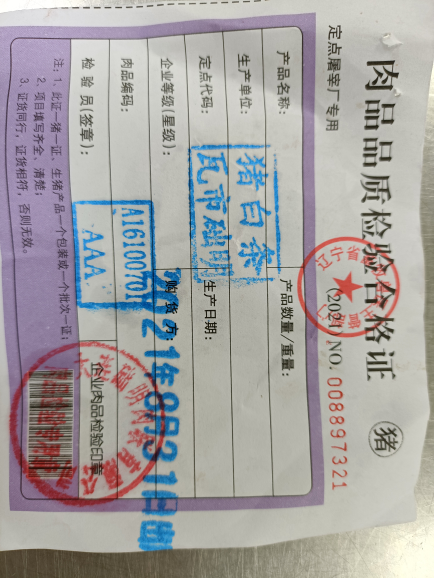 肉品品质检验合格证 猪
定点屠宰厂专用
(2021) NO. 008897321
产品名称: 猪白条
产品数量/重量:
生产单位: 瓦市础明
生产日期:
定点代码: A16100701
购货方:
企业等级(星级): AAA
肉品编码:
检验员(签章):
企业肉品检验印章
注: 1、此证一猪一证、生猪产品一个包装或一个批次一证;
2、项目填写齐全、清楚;
3、证货同行,证货相符,否则无效。